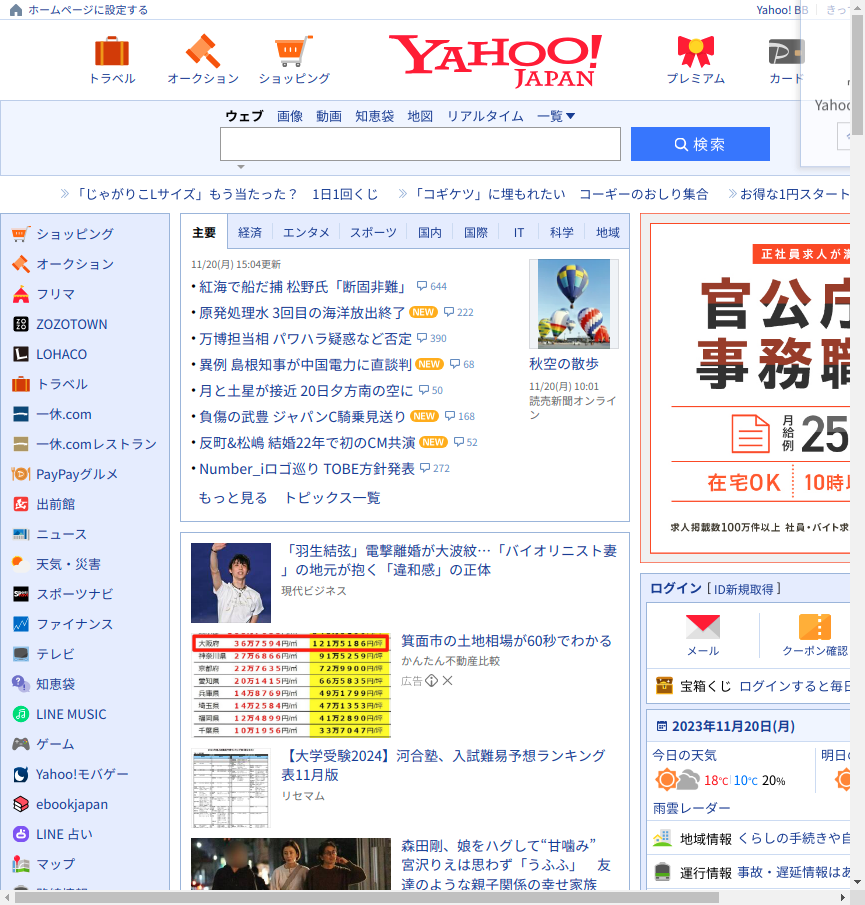 ホームページに設定する
Yahoo! BB
トラベル
オークション
ショッピング
YAHOO!
JAPAN
プレミアム
カード
Yahoo
ウェブ 画像 動画 知恵袋 地図 リアルタイム 一覧
検索
「じゃがりこLサイズ」もう当たった？ 1日1回くじ
「コギケツ」に埋もれたい コーギーのおしり集合
お得な1円スタート
ショッピング
オークション
フリマ
ZOZOTOWN
LOHACO
トラベル
一休.com
一休.comレストラン
PayPayグルメ
出前館
ニュース
天気・災害
スポーツナビ
ファイナンス
テレビ
知恵袋
LINE MUSIC
ゲーム
Yahoo!モバゲー
ebookjapan
LINE 占い
マップ
主要 経済 エンタメ スポーツ 国内 国際 IT 科学 地域
11/20(月) 15:04更新
紅海で船だ捕 松野氏「断固非難」 644
原発処理水 3回目の海洋放出終了 NEW 222
万博担当相 パワハラ疑惑など否定 390
異例 島根知事が中国電力に直談判 NEW 68
月と土星が接近 20日夕方南の空に 50
負傷の武豊 ジャパンC騎乗見送り NEW 168
反町&松嶋 結婚22年で初のCM共演 NEW 52
Number_iロゴ巡り TOBE方針発表 272
もっと見る トピックス一覧
秋空の散歩
11/20(月) 10:01
読売新聞オンライ
ン
「羽生結弦」電撃離婚が大波紋…「バイオリニスト妻
」の地元が抱く「違和感」の正体
現代ビジネス
大阪府 36万7594円/㎡ 121万5186円/坪
神奈川県 27万6866円/㎡ 91万5259円/坪
京都府 22万7635円/㎡ 72万9900円/坪
愛知県 20万1415円/㎡ 66万5835円/坪
兵庫県 14万8769円/㎡ 49万1799円/坪
埼玉県 14万2584円/㎡ 47万1353円/坪
福岡県 12万4899円/㎡ 41万2890円/坪
千葉県 10万1956円/㎡ 33万7047円/坪
箕面市の土地相場が60秒でわかる
かんたん不動産比較
広告
【大学受験2024】河合塾、入試難易予想ランキング
表11月版
リセマム
森田剛、娘をハグして“甘噛み”
宮沢りえは思わず「うふふ」 友
達のような親子関係の幸せ家族
正社員求人が満
官公庁
事務職
月給例
25
在宅OK 10時
求人掲載数100万件以上 社員・バイト求
ログイン [ ID新規取得 ]
メール
クーポン確認
宝箱くじ ログインすると毎日
2023年11月20日(月)
今日の天気
明日
18℃ 10℃ 20%
雨雲レーダー
地域情報 くらしの手続きや自
運行情報 事故・遅延情報はあ